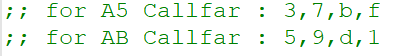 ;; for A5 Callfar : 3,7,b,f
;; for AB Callfar : 5,9,d,1